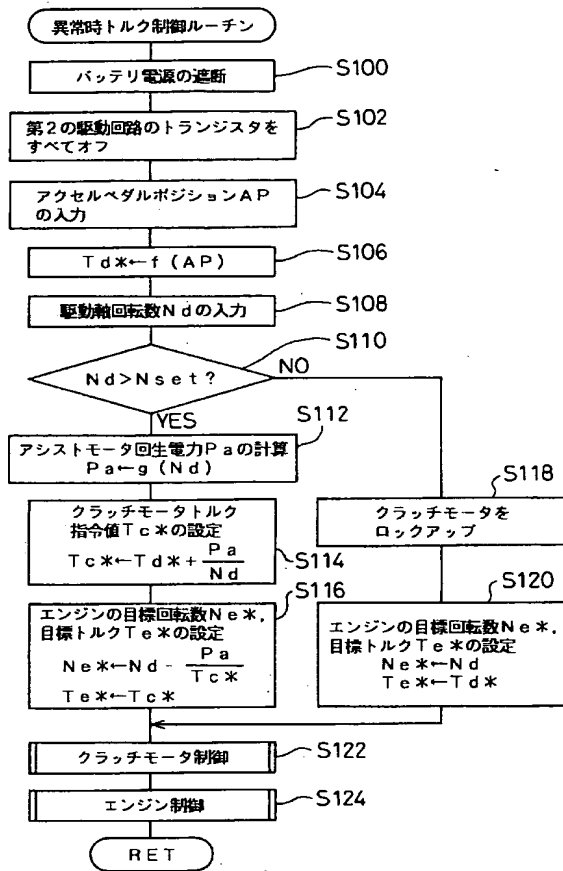 異常時トルク制御ルーチン
バッテリ電源の遮断
S100
第2の駆動回路のトランジスタを
すべてオフ
S102
アクセルペダルポジションAP
の入力
S104
Td*←f(AP)
S106
駆動軸回転数Ndの入力
S108
Nd>Nset?
S110
NO
YES
アシストモータ回生電力Paの計算
Pa←g(Nd)
S112
クラッチモータトルク
指令値Tc*の設定
Tc*←Td*+Pa/Nd
S114
エンジンの目標回転数Ne*,
目標トルクTe*の設定
Ne*←Nd-Pa/Tc*
Te*←Tc*
S116
クラッチモータを
ロックアップ
S118
エンジンの目標回転数Ne*,
目標トルクTe*の設定
Ne*←Nd
Te*←Td*
S120
クラッチモータ制御
S122
エンジン制御
S124
RET